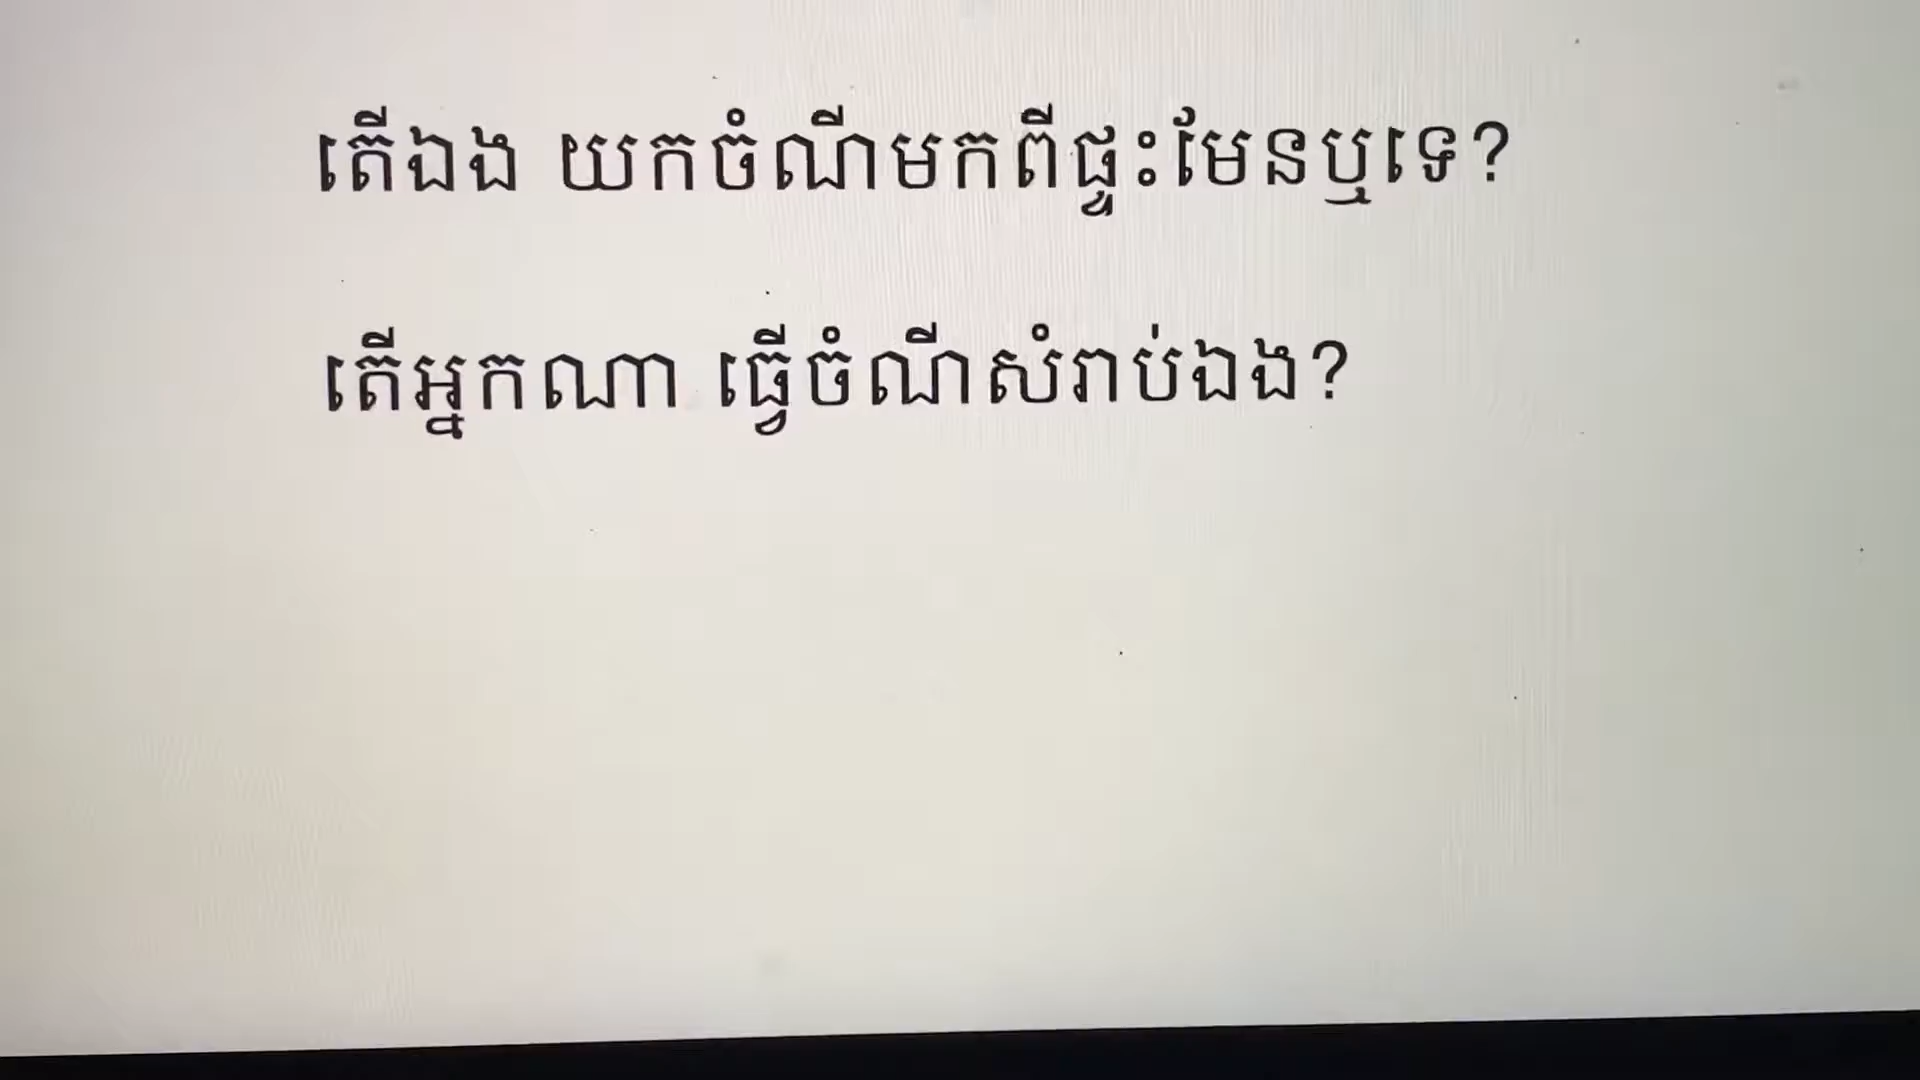 តើឯង យកចំណីមកពីផ្ទះមែនឬទេ?
តើអ្នកណា ធ្វើចំណីសំរាប់ឯង?